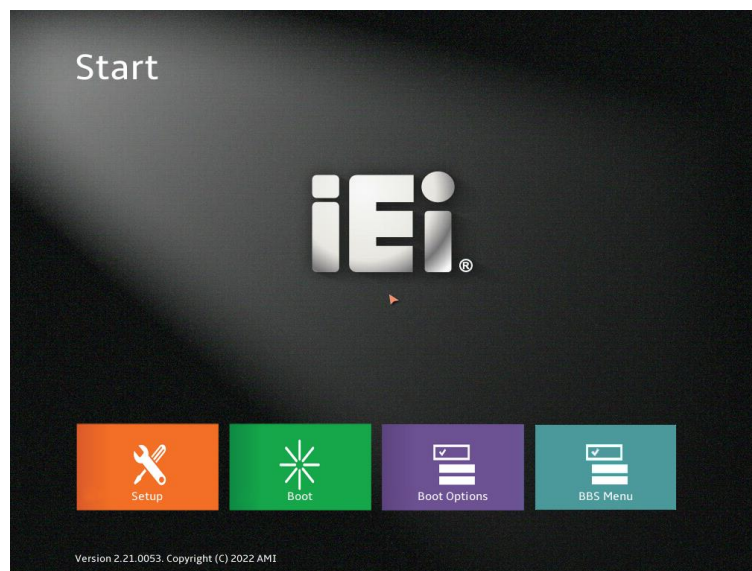 Start
iEi®
Setup
Boot
Boot Options
BBS Menu
Version 2.21.0053. Copyright (C) 2022 AMI